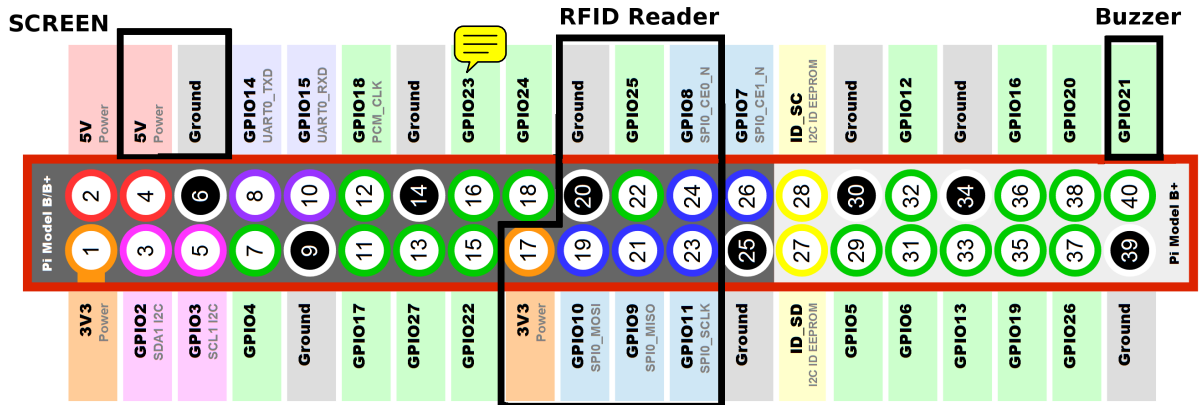 SCREEN
RFID Reader
Buzzer
5V
Power
5V
Power
Ground
GPIO14
UART0_TXD
GPIO15
UART0_RXD
GPIO18
PCM_CLK
Ground
GPIO23
GPIO24
Ground
GPIO25
GPIO8
SPI0_CE0_N
GPIO7
SPI0_CE1_N
ID_SC
I2C ID EEPROM
Ground
GPIO12
Ground
GPIO16
GPIO20
GPIO21
Pi Model B/B+
2 4 6 8 10 12 14 16 18 20 22 24 26 28 30 32 34 36 38 40
1 3 5 7 9 11 13 15 17 19 21 23 25 27 29 31 33 35 37 39
Pi Model B+
3V3
Power
GPIO2
SDA1 I2C
GPIO3
SCL1 I2C
GPIO4
Ground
GPIO17
GPIO27
GPIO22
3V3
Power
GPIO10
SPI0_MOSI
GPIO9
SPI0_MISO
GPIO11
SPI0_SCLK
Ground
ID_SD
I2C ID EEPROM
GPIO5
GPIO6
GPIO13
GPIO19
GPIO26
Ground